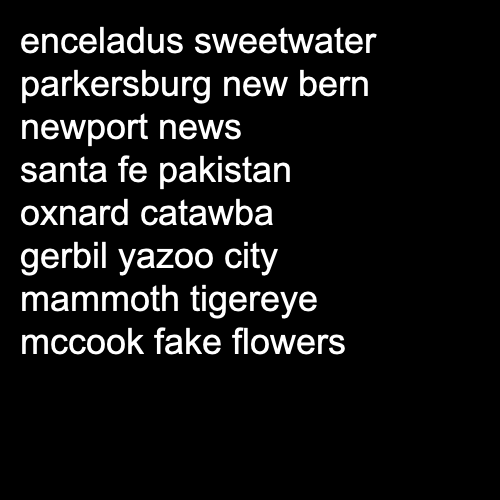 enceladus sweetwater
parkersburg new bern
newport news
santa fe pakistan
oxnard catawba
gerbil yazoo city
mammoth tigereye
mccook fake flowers